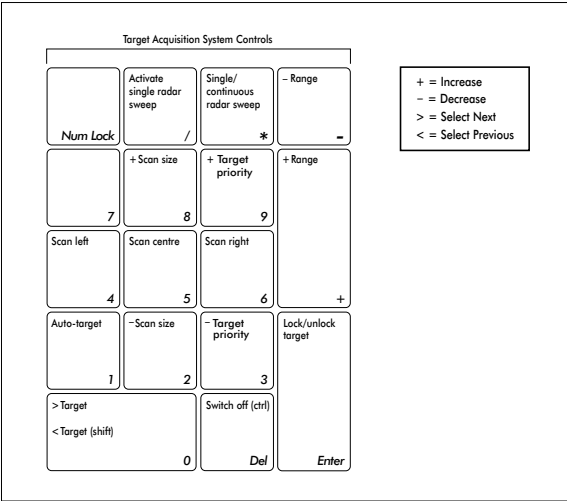 Target Acquisition System Controls
Num Lock
Activate
single radar
sweep
/
Single/
continuous
radar sweep
*
– Range
-
+ = Increase
– = Decrease
> = Select Next
< = Select Previous
7
+ Scan size
8
+ Target
priority
9
+ Range
+
Scan left
4
Scan centre
5
Scan right
6
Auto-target
1
– Scan size
2
– Target
priority
3
Lock/unlock
target
Enter
> Target
< Target (shift)
0
Switch off (ctrl)
Del